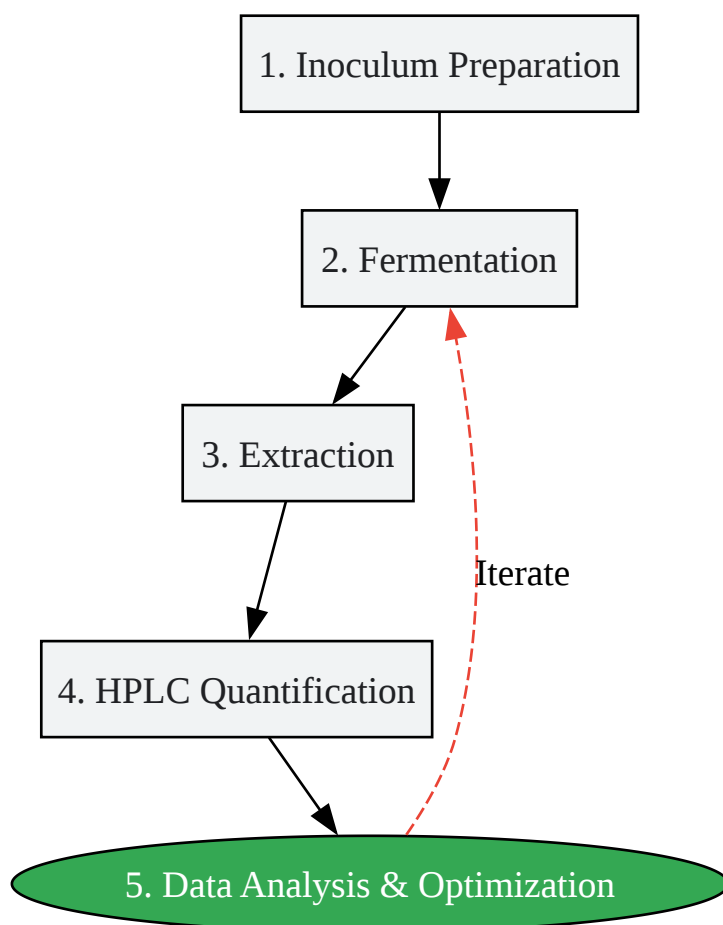 1. Inoculum Preparation
2. Fermentation
3. Extraction
Iterate
4. HPLC Quantification
5. Data Analysis & Optimization